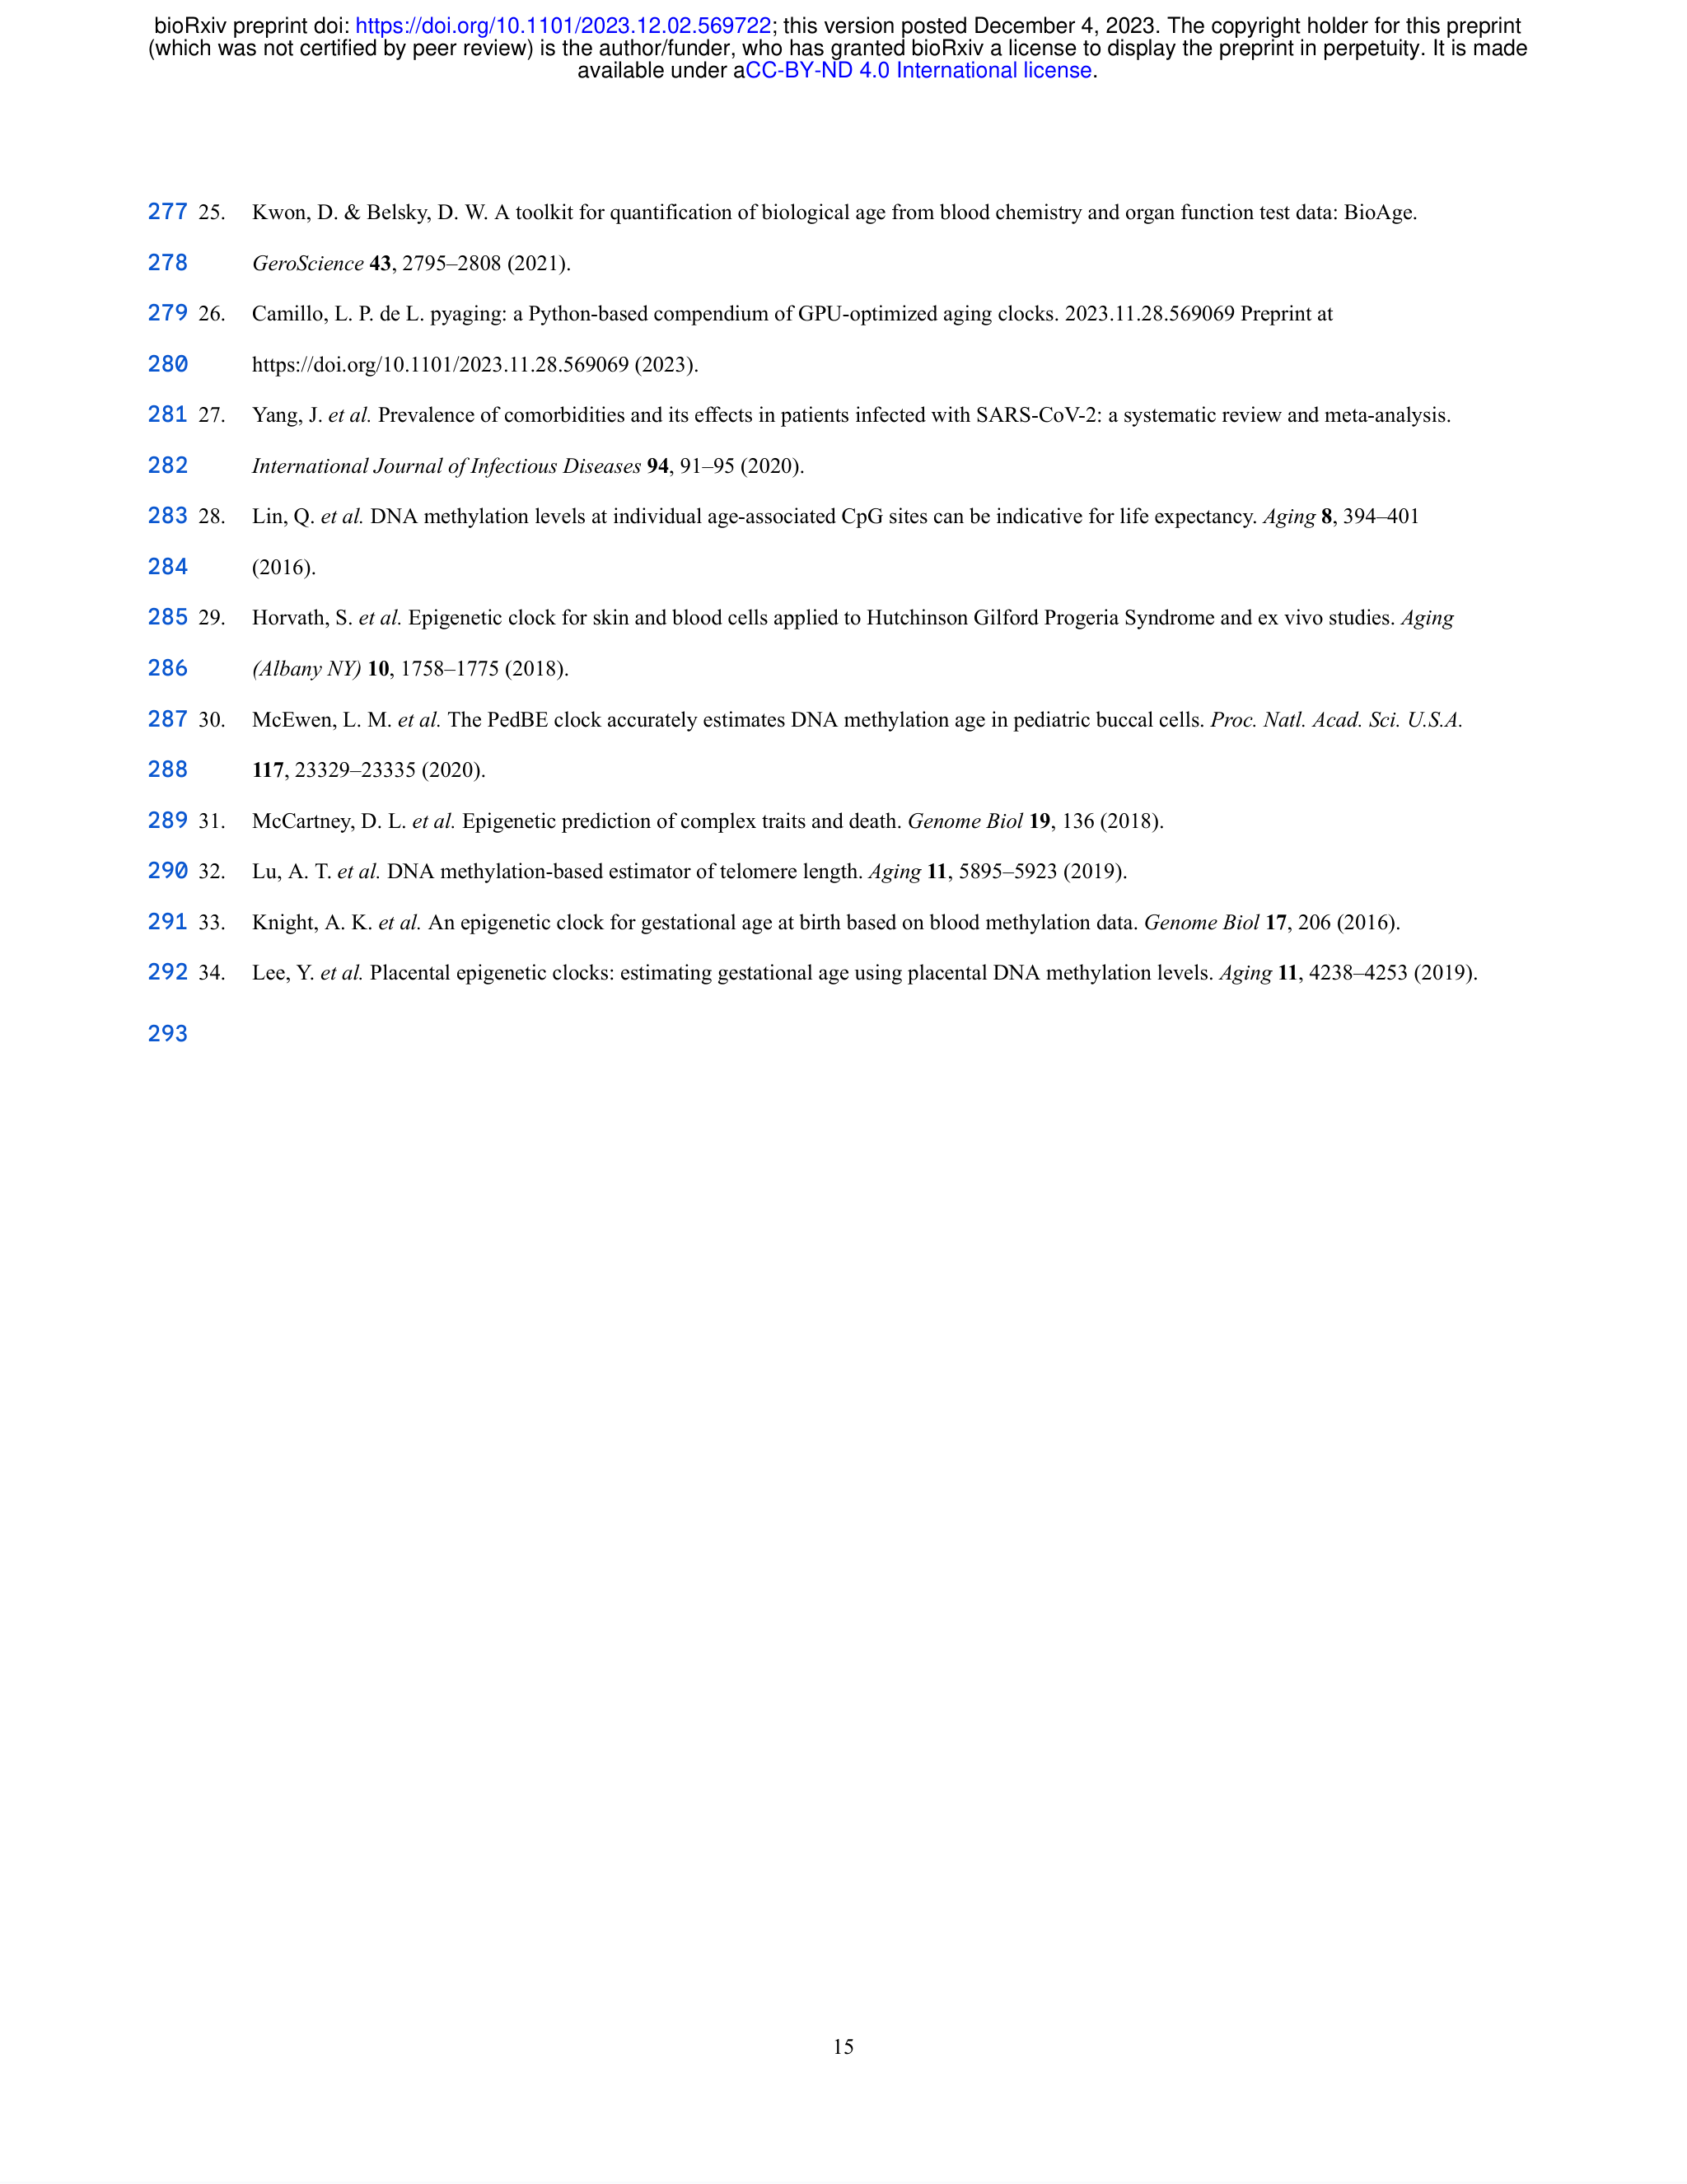 bioRxiv preprint doi: https://doi.org/10.1101/2023.12.02.569722; this version posted December 4, 2023. The copyright holder for this preprint
(which was not certified by peer review) is the author/funder, who has granted bioRxiv a license to display the preprint in perpetuity. It is made
available under aCC-BY-ND 4.0 International license.
277 25. Kwon, D. & Belsky, D. W. A toolkit for quantification of biological age from blood chemistry and organ function test data: BioAge.
278 GeroScience 43, 2795–2808 (2021).
279 26. Camillo, L. P. de L. pyaging: a Python-based compendium of GPU-optimized aging clocks. 2023.11.28.569069 Preprint at
280 https://doi.org/10.1101/2023.11.28.569069 (2023).
281 27. Yang, J. et al. Prevalence of comorbidities and its effects in patients infected with SARS-CoV-2: a systematic review and meta-analysis.
282 International Journal of Infectious Diseases 94, 91–95 (2020).
283 28. Lin, Q. et al. DNA methylation levels at individual age-associated CpG sites can be indicative for life expectancy. Aging 8, 394–401
284 (2016).
285 29. Horvath, S. et al. Epigenetic clock for skin and blood cells applied to Hutchinson Gilford Progeria Syndrome and ex vivo studies. Aging
286 (Albany NY) 10, 1758–1775 (2018).
287 30. McEwen, L. M. et al. The PedBE clock accurately estimates DNA methylation age in pediatric buccal cells. Proc. Natl. Acad. Sci. U.S.A.
288 117, 23329–23335 (2020).
289 31. McCartney, D. L. et al. Epigenetic prediction of complex traits and death. Genome Biol 19, 136 (2018).
290 32. Lu, A. T. et al. DNA methylation-based estimator of telomere length. Aging 11, 5895–5923 (2019).
291 33. Knight, A. K. et al. An epigenetic clock for gestational age at birth based on blood methylation data. Genome Biol 17, 206 (2016).
292 34. Lee, Y. et al. Placental epigenetic clocks: estimating gestational age using placental DNA methylation levels. Aging 11, 4238–4253 (2019).
293
15